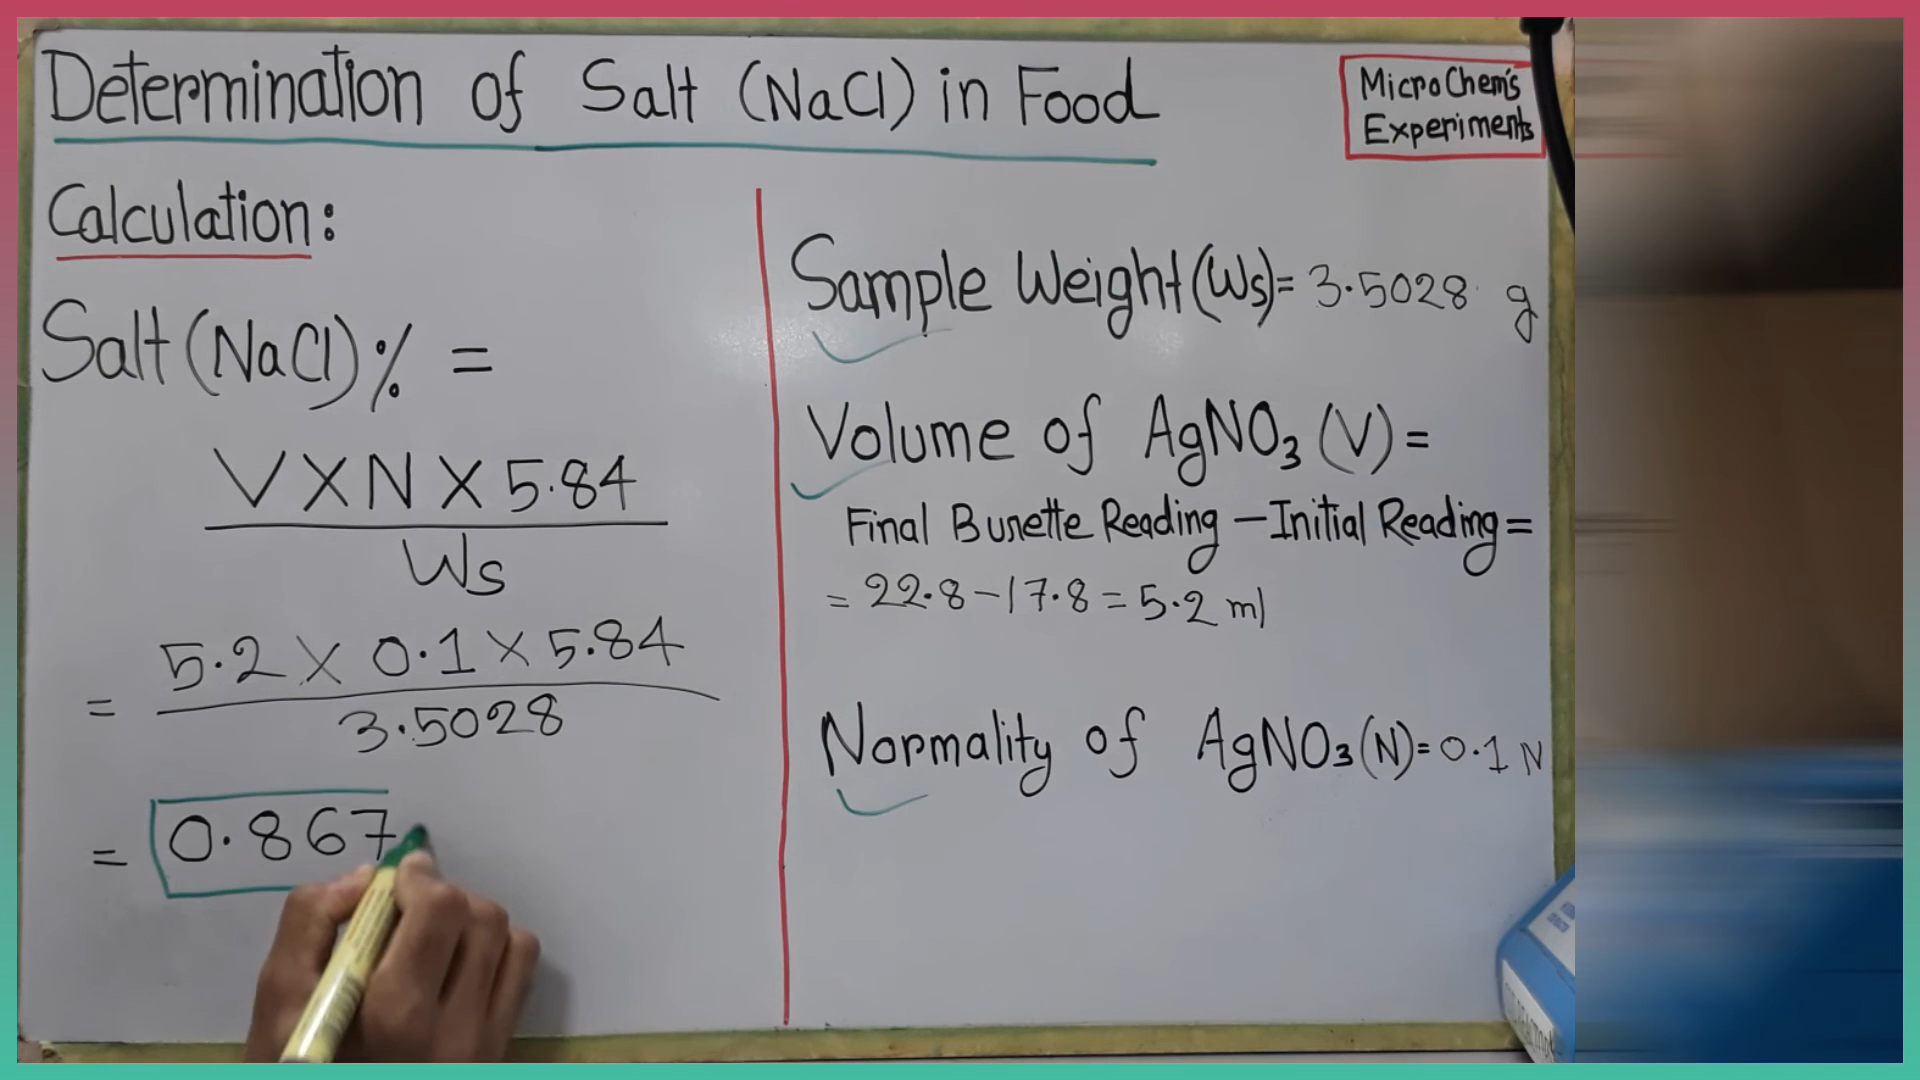 Determination of Salt (NaCl) in Food
MicroChem's
Experiments
Calculation:
Salt (NaCl) % =
V X N X 5.84
Ws
= 5.2 X 0.1 X 5.84
3.5028
= 0.867
Sample Weight (Ws) = 3.5028 g
Volume of AgNO₃ (V) =
Final Burette Reading – Initial Reading =
= 22.8 – 17.8 = 5.2 ml
Normality of AgNO₃ (N) = 0.1 N